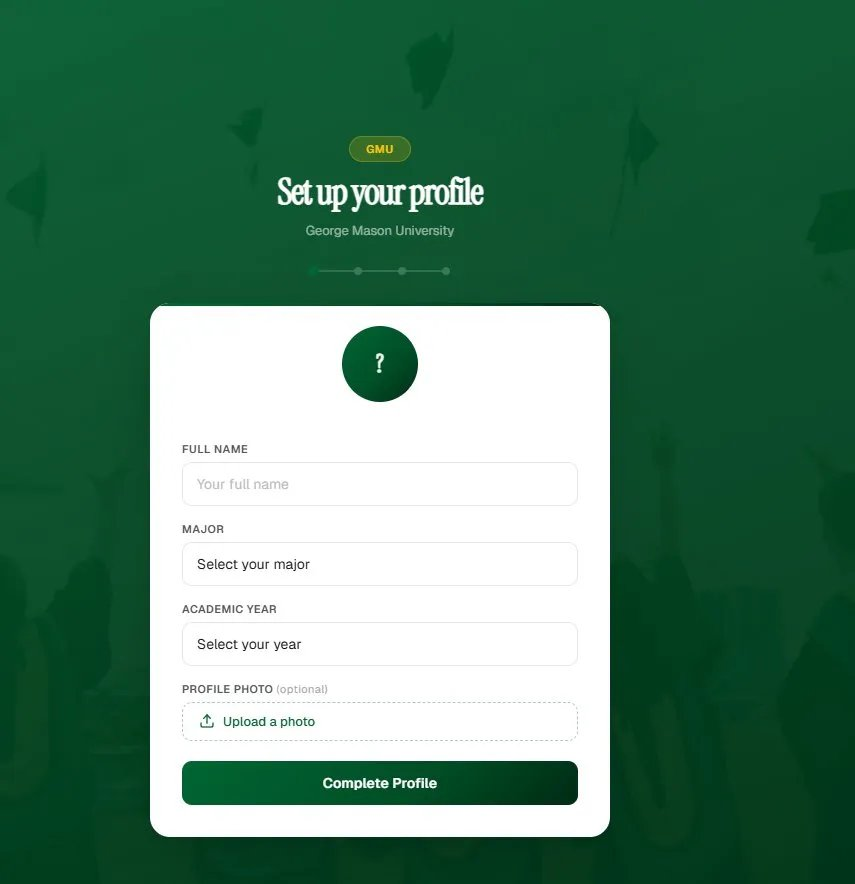 GMU
Set up your profile
George Mason University
?
FULL NAME
Your full name
MAJOR
Select your major
ACADEMIC YEAR
Select your year
PROFILE PHOTO (optional)
Upload a photo
Complete Profile